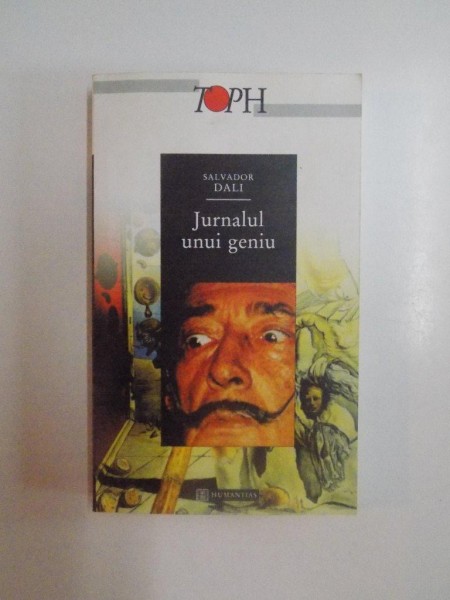 TOPH
SALVADOR
DALI
Jurnalul
unui geniu
HUMANITAS